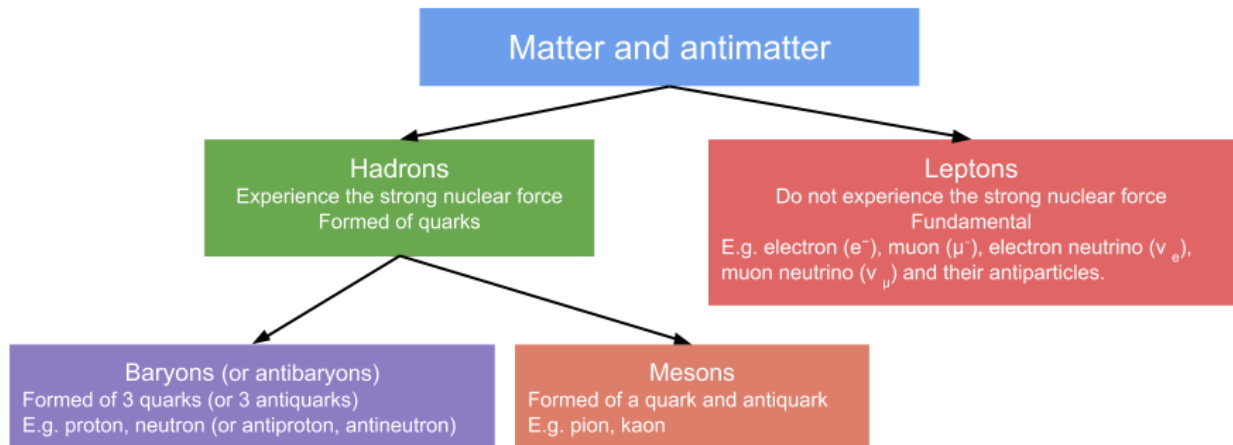 Matter and antimatter
Hadrons
Experience the strong nuclear force
Formed of quarks
Leptons
Do not experience the strong nuclear force
Fundamental
E.g. electron (e⁻), muon (μ⁻), electron neutrino (v ₑ),
muon neutrino (v μ) and their antiparticles.
Baryons (or antibaryons)
Formed of 3 quarks (or 3 antiquarks)
E.g. proton, neutron (or antiproton, antineutron)
Mesons
Formed of a quark and antiquark
E.g. pion, kaon